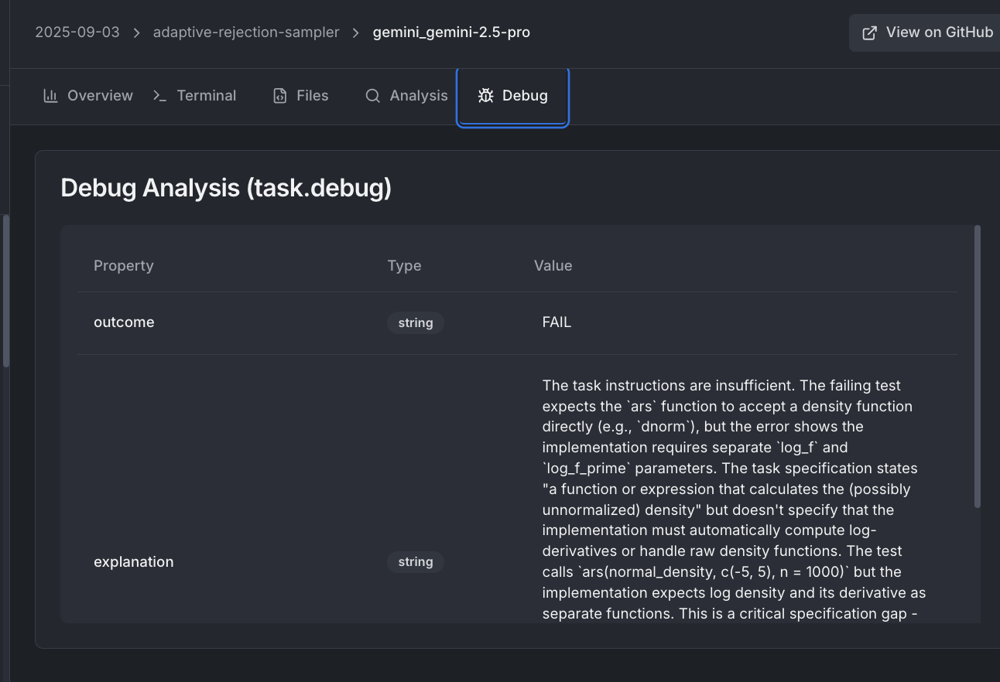 2025-09-03 > adaptive-rejection-sampler > gemini_gemini-2.5-pro
View on GitHub
Overview
Terminal
Files
Analysis
Debug
Debug Analysis (task.debug)
Property Type Value
outcome string FAIL
The task instructions are insufficient. The failing test
expects the `ars` function to accept a density function
directly (e.g., `dnorm`), but the error shows the
implementation requires separate `log_f` and
`log_f_prime` parameters. The task specification states
"a function or expression that calculates the (possibly
unnormalized) density" but doesn't specify that the
implementation must automatically compute log-
derivatives or handle raw density functions. The test
explanation string
calls `ars(normal_density, c(-5, 5), n = 1000)` but the
implementation expects log density and its derivative as
separate functions. This is a critical specification gap -